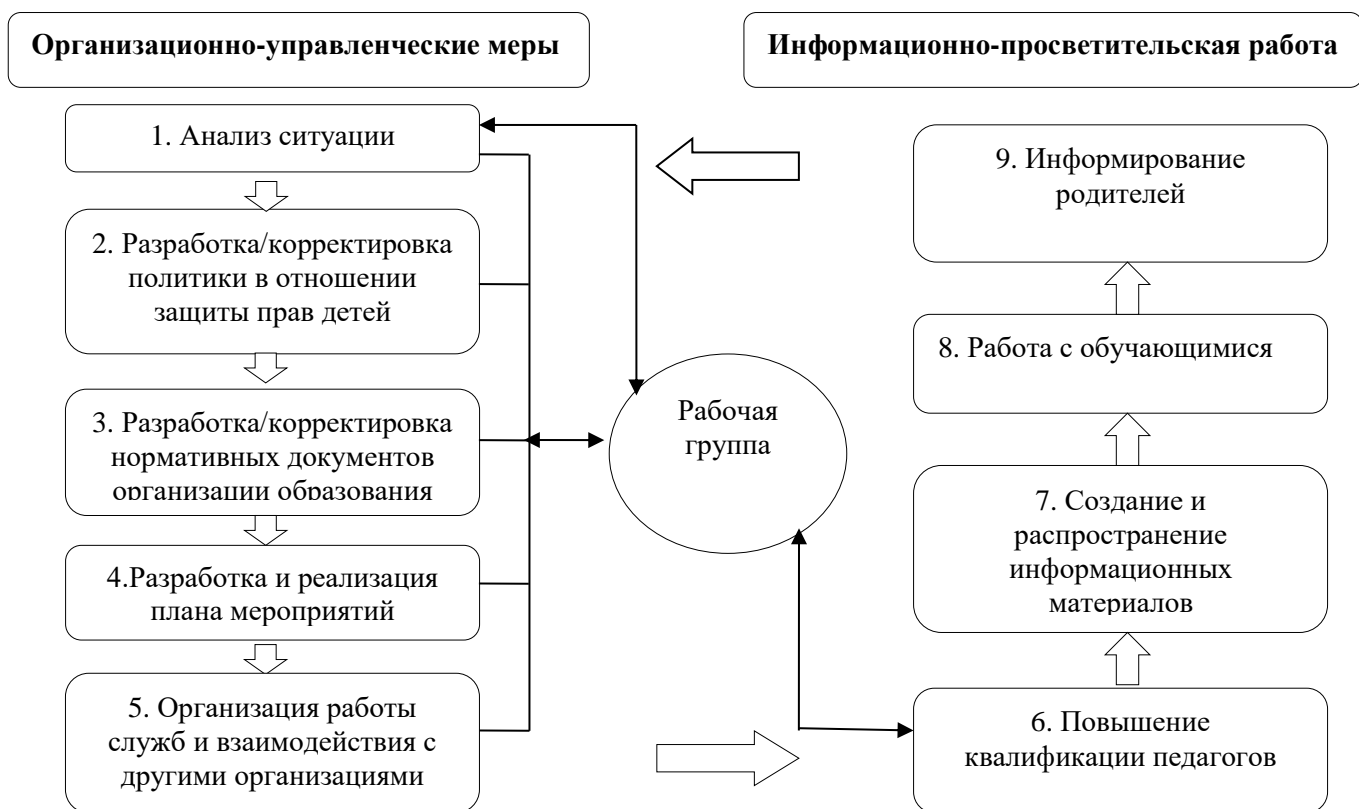 Организационно-управленческие меры
Информационно-просветительская работа
1. Анализ ситуации
2. Разработка/корректировка
политики в отношении
защиты прав детей
3. Разработка/корректировка
нормативных документов
организации образования
4.Разработка и реализация
плана мероприятий
5. Организация работы
служб и взаимодействия с
другими организациями
Рабочая
группа
9. Информирование
родителей
8. Работа с обучающимися
7. Создание и
распространение
информационных
материалов
6. Повышение
квалификации педагогов